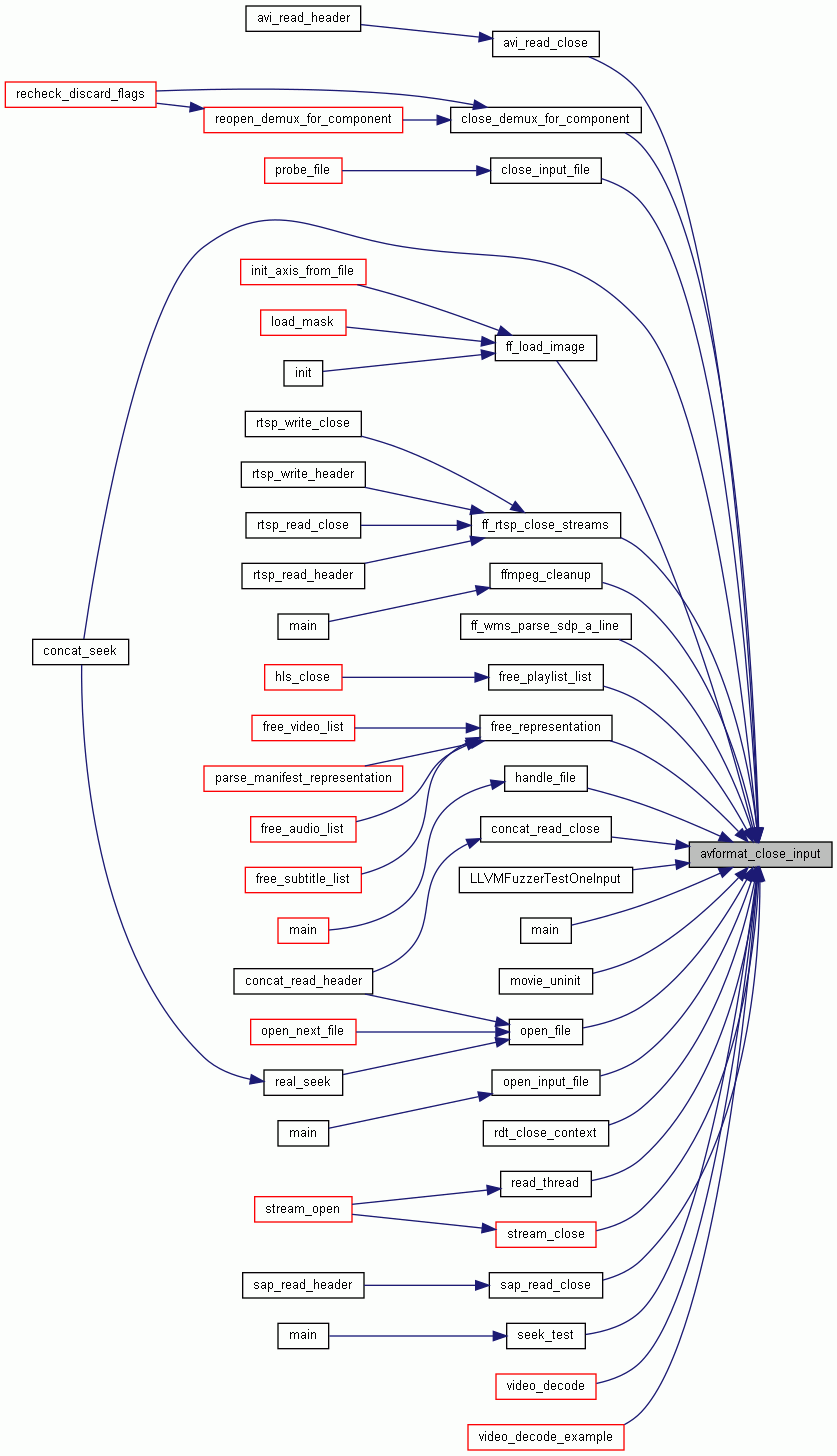 avi_read_header
avi_read_close
recheck_discard_flags
reopen_demux_for_component
close_demux_for_component
probe_file
close_input_file
init_axis_from_file
load_mask
ff_load_image
init
rtsp_write_close
rtsp_write_header
rtsp_read_close
ff_rtsp_close_streams
rtsp_read_header
ffmpeg_cleanup
main
ff_wms_parse_sdp_a_line
concat_seek
hls_close
free_playlist_list
free_video_list
free_representation
parse_manifest_representation
handle_file
free_audio_list
concat_read_close
avformat_close_input
free_subtitle_list
LLVMFuzzerTestOneInput
main
main
concat_read_header
movie_uninit
open_next_file
open_file
real_seek
open_input_file
main
rdt_close_context
read_thread
stream_open
stream_close
sap_read_header
sap_read_close
main
seek_test
video_decode
video_decode_example